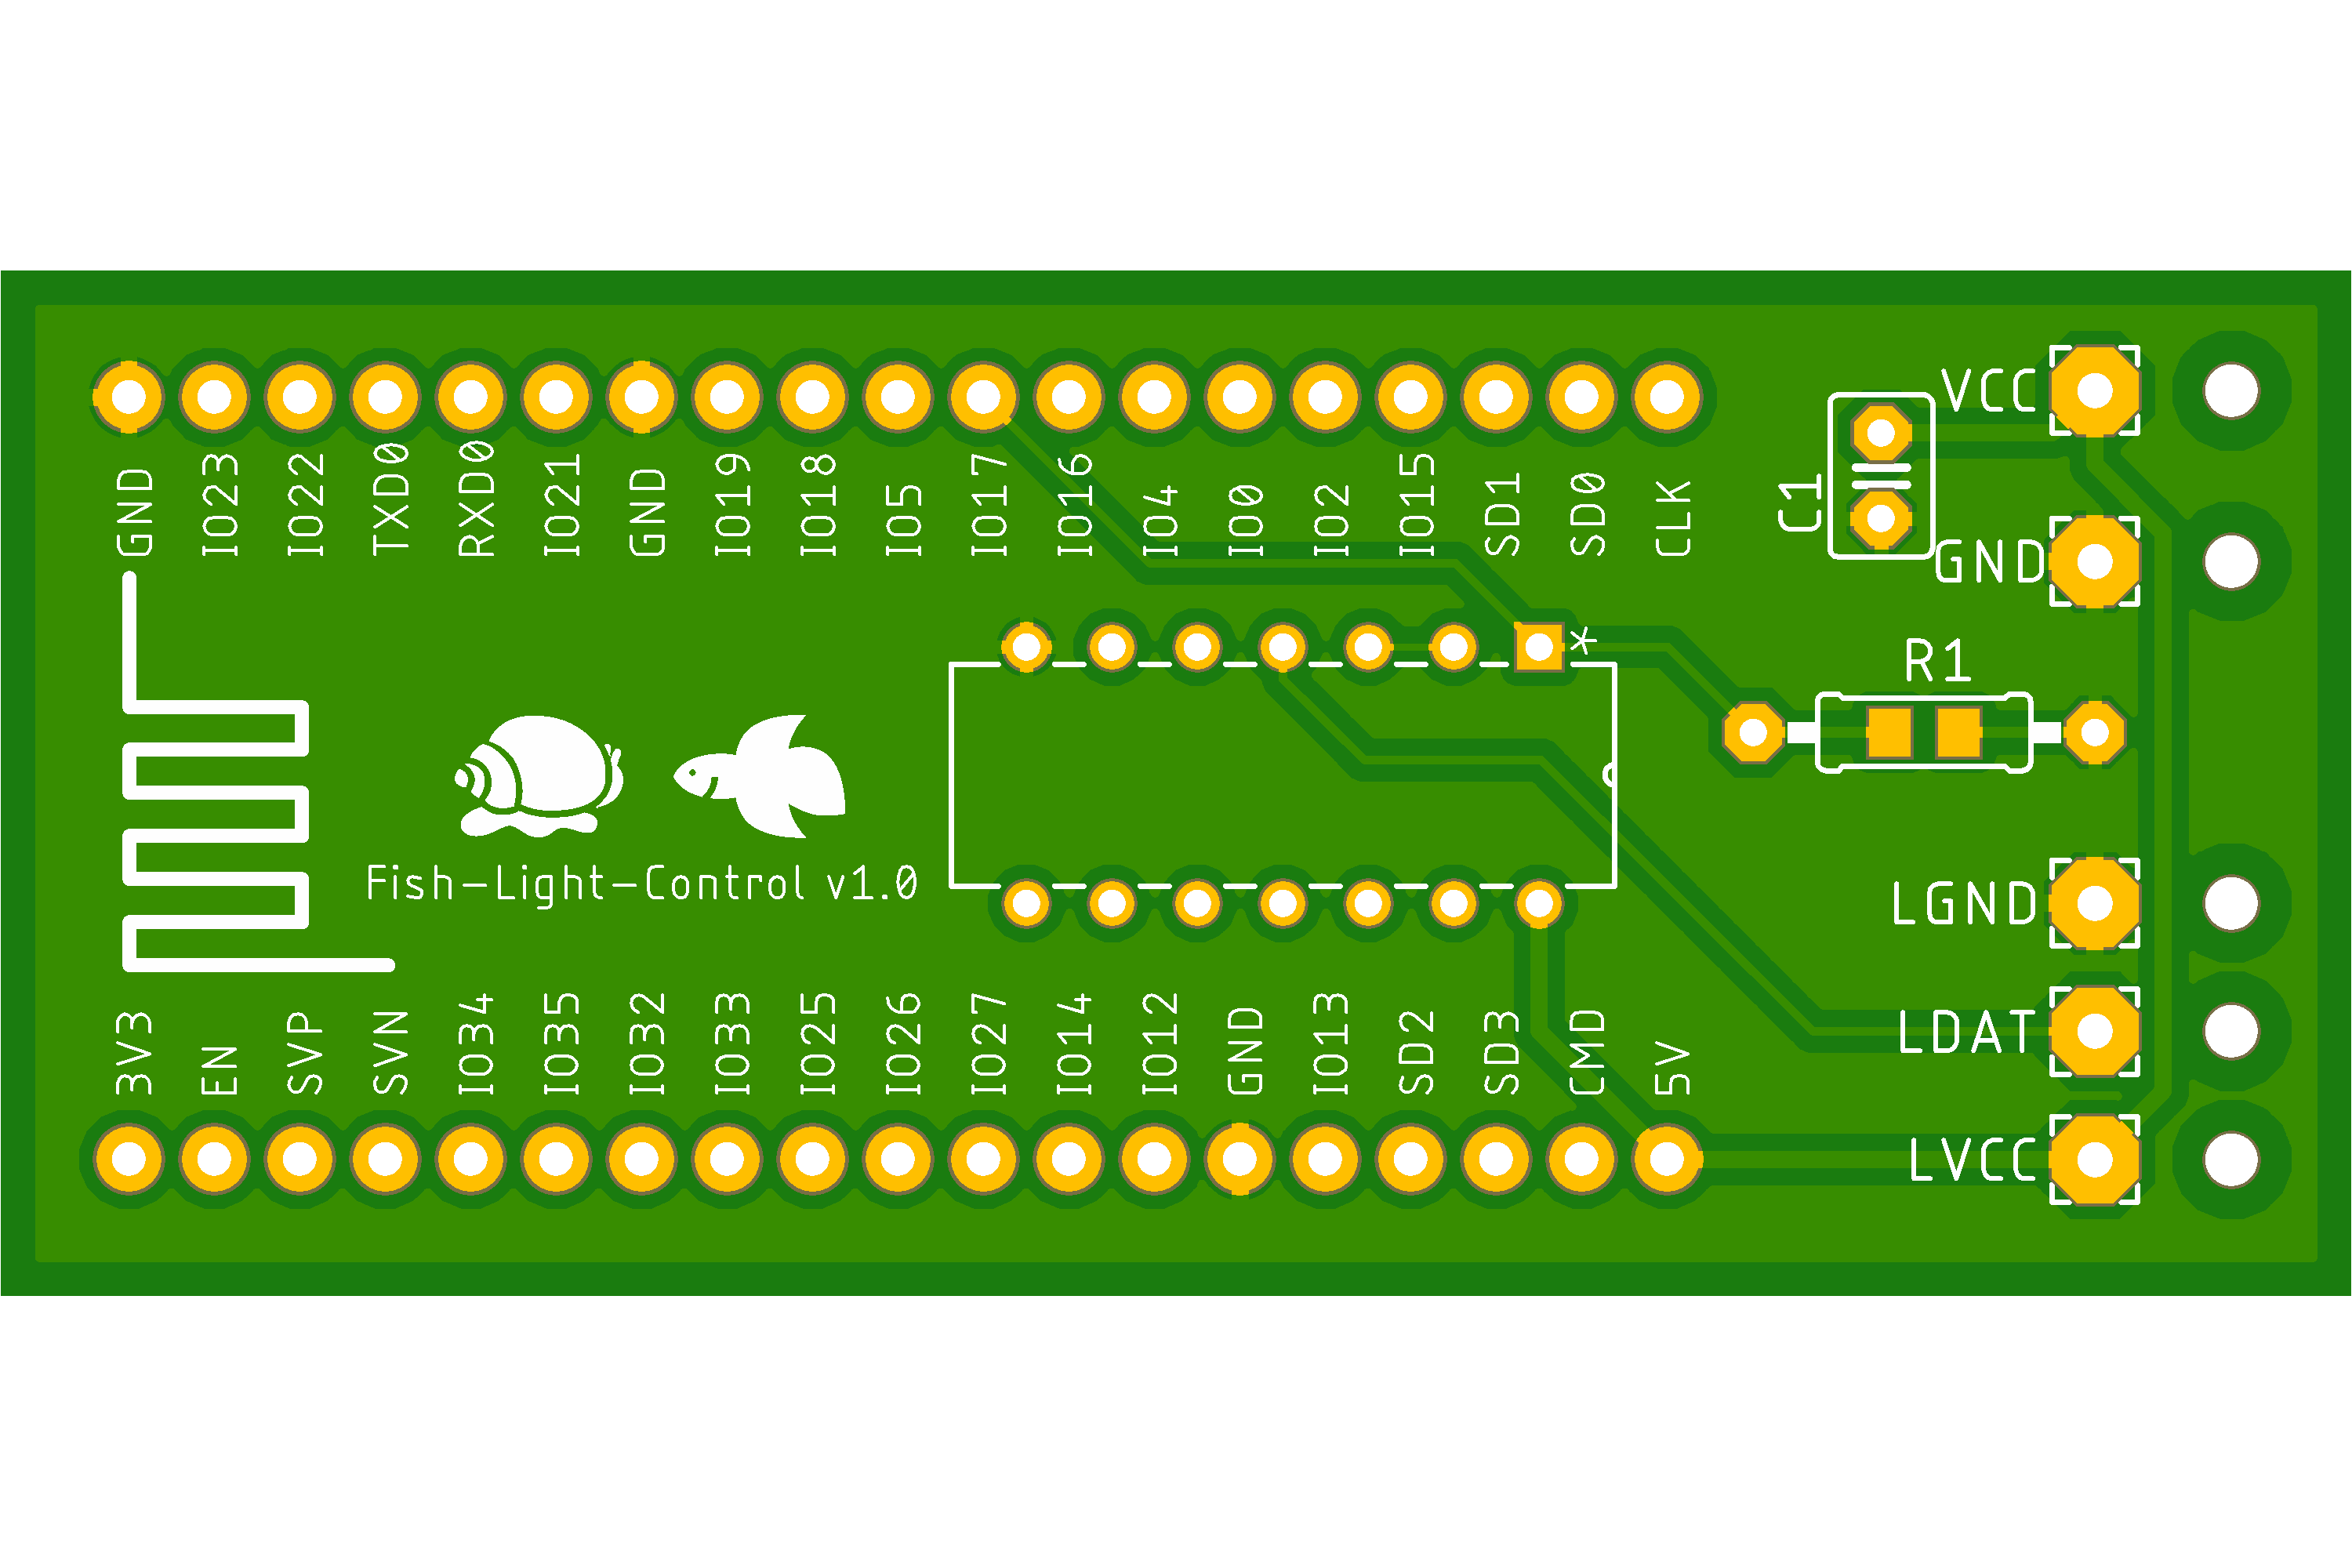 GND
IO23
IO22
TXD0
RXD0
IO21
GND
IO19
IO18
IO5
IO17
IO16
IO4
IO0
IO2
IO15
SD1
SD0
CLK
C1
VCC
GND
*
R1
Fish-Light-Control v1.0
LGND
LDAT
LVCC
3V3
EN
SVP
SVN
IO34
IO35
IO32
IO33
IO25
IO26
IO27
IO14
IO12
GND
IO13
SD2
SD3
CMD
5V